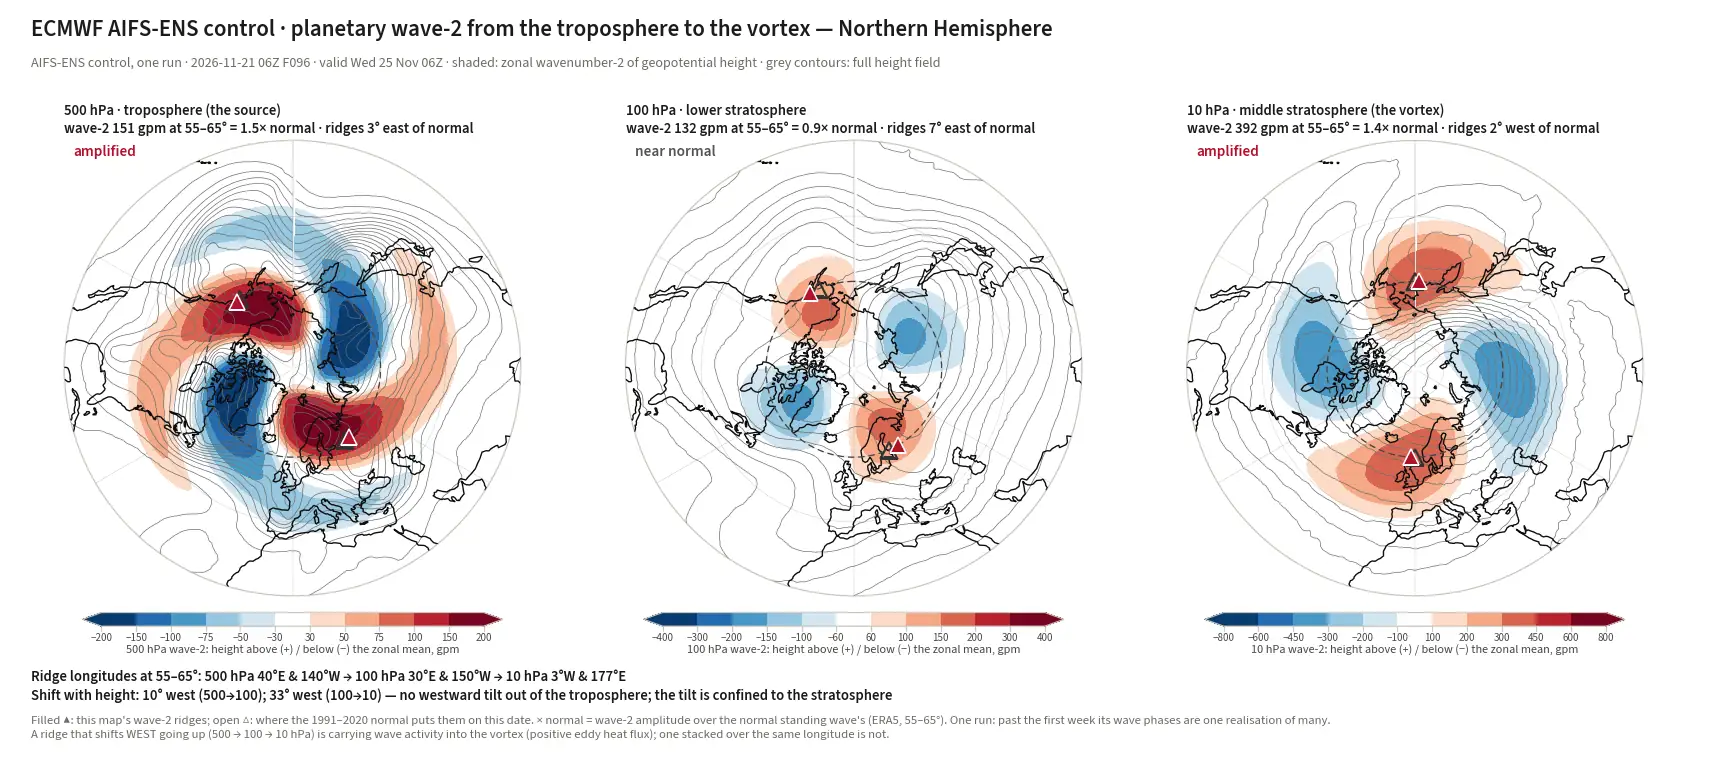 ECMWF AIFS-ENS control · planetary wave-2 from the troposphere to the vortex — Northern Hemisphere
AIFS-ENS control, one run · 2026-11-21 06Z F096 · valid Wed 25 Nov 06Z · shaded: zonal wavenumber-2 of geopotential height · grey contours: full height field
500 hPa · troposphere (the source)
wave-2 151 gpm at 55–65° = 1.5× normal · ridges 3° east of normal
amplified
100 hPa · lower stratosphere
wave-2 132 gpm at 55–65° = 0.9× normal · ridges 7° east of normal
near normal
10 hPa · middle stratosphere (the vortex)
wave-2 392 gpm at 55–65° = 1.4× normal · ridges 2° west of normal
amplified
−200 −150 −100 −75 −50 −30 30 50 75 100 150 200
500 hPa wave-2: height above (+) / below (−) the zonal mean, gpm
−400 −300 −200 −150 −100 −60 60 100 150 200 300 400
100 hPa wave-2: height above (+) / below (−) the zonal mean, gpm
−800 −600 −450 −300 −200 −100 100 200 300 450 600 800
10 hPa wave-2: height above (+) / below (−) the zonal mean, gpm
Ridge longitudes at 55–65°: 500 hPa 40°E & 140°W → 100 hPa 30°E & 150°W → 10 hPa 3°W & 177°E
Shift with height: 10° west (500→100); 33° west (100→10) — no westward tilt out of the troposphere; the tilt is confined to the stratosphere
Filled ▲: this map's wave-2 ridges; open △: where the 1991–2020 normal puts them on this date. × normal = wave-2 amplitude over the normal standing wave's (ERA5, 55–65°). One run: past the first week its wave phases are one realisation of many.
A ridge that shifts WEST going up (500 → 100 → 10 hPa) is carrying wave activity into the vortex (positive eddy heat flux); one stacked over the same longitude is not.